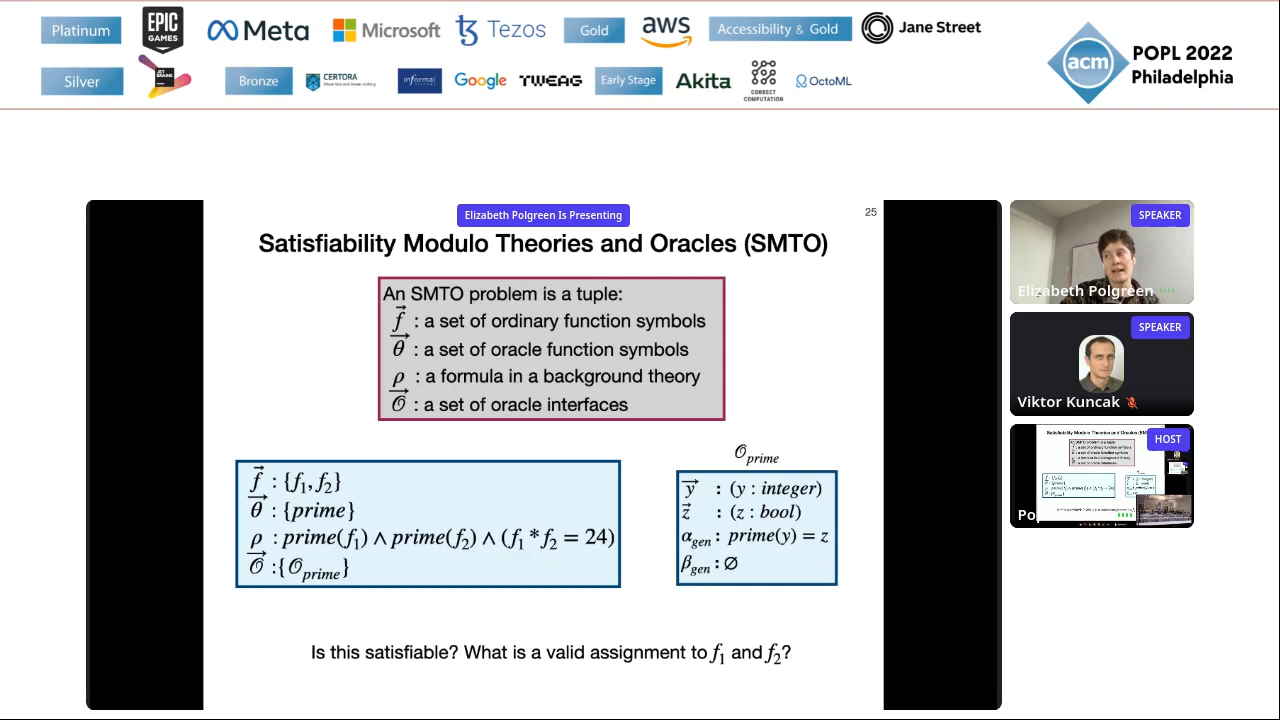 Platinum
EPIC GAMES
Meta
Microsoft
Tezos
Gold
aws
Accessibility & Gold
Jane Street
Silver
JET BRAINS
Bronze
CERTORA
informal
Google
TWEAG
Early Stage
Akita
CORRECT COMPUTATION
OctoML
acm
POPL 2022
Philadelphia
Elizabeth Polgreen Is Presenting
25
Satisfiability Modulo Theories and Oracles (SMTO)
An SMTO problem is a tuple:
f⃗ : a set of ordinary function symbols
θ⃗ : a set of oracle function symbols
ρ : a formula in a background theory
𝒪⃗ : a set of oracle interfaces
f⃗ : {f₁, f₂}
θ⃗ : {prime}
ρ : prime(f₁) ∧ prime(f₂) ∧ (f₁ * f₂ = 24)
𝒪⃗ :{𝒪prime}
𝒪prime
y⃗ : (y : integer)
z⃗ : (z : bool)
αgen : prime(y) = z
βgen : ∅
Is this satisfiable? What is a valid assignment to f₁ and f₂?
SPEAKER
Elizabeth Polgreen
SPEAKER
Viktor Kuncak
HOST
Po